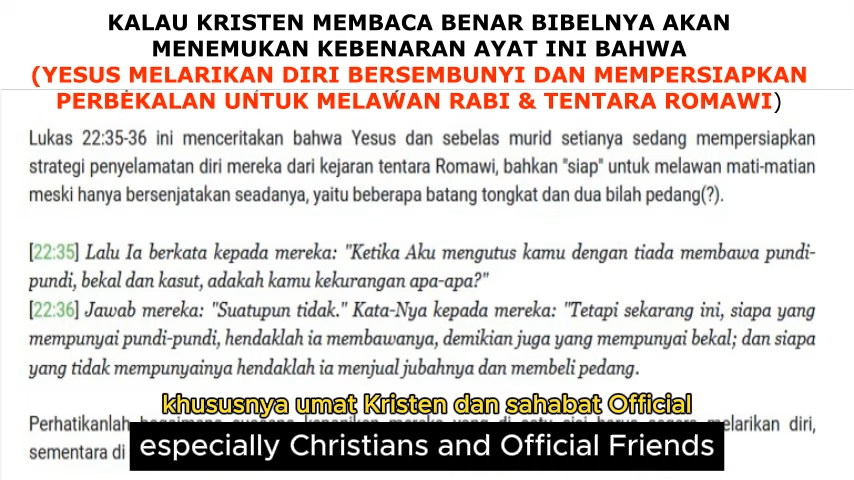 KALAU KRISTEN MEMBACA BENAR BIBELNYA AKAN
MENEMUKAN KEBENARAN AYAT INI BAHWA
(YESUS MELARIKAN DIRI BERSEMBUNYI DAN MEMPERSIAPKAN
PERBEKALAN UNTUK MELAWAN RABI & TENTARA ROMAWI)
Lukas 22:35-36 ini menceritakan bahwa Yesus dan sebelas murid setianya sedang mempersiapkan
strategi penyelamatan diri mereka dari kejaran tentara Romawi, bahkan "siap" untuk melawan mati-matian
meski hanya bersenjatakan seadanya, yaitu beberapa batang tongkat dan dua bilah pedang(?).
[22:35] Lalu Ia berkata kepada mereka: "Ketika Aku mengutus kamu dengan tiada membawa pundi-
pundi, bekal dan kasut, adakah kamu kekurangan apa-apa?"
[22:36] Jawab mereka: "Suatupun tidak." Kata-Nya kepada mereka: "Tetapi sekarang ini, siapa yang
mempunyai pundi-pundi, hendaklah ia membawanya, demikian juga yang mempunyai bekal; dan siapa
yang tidak mempunyainya hendaklah ia menjual jubahnya dan membeli pedang.
khususnya umat Kristen dan sahabat Official
Perhatikanlah melarikan diri,
sementara di
especially Christians and Official Friends